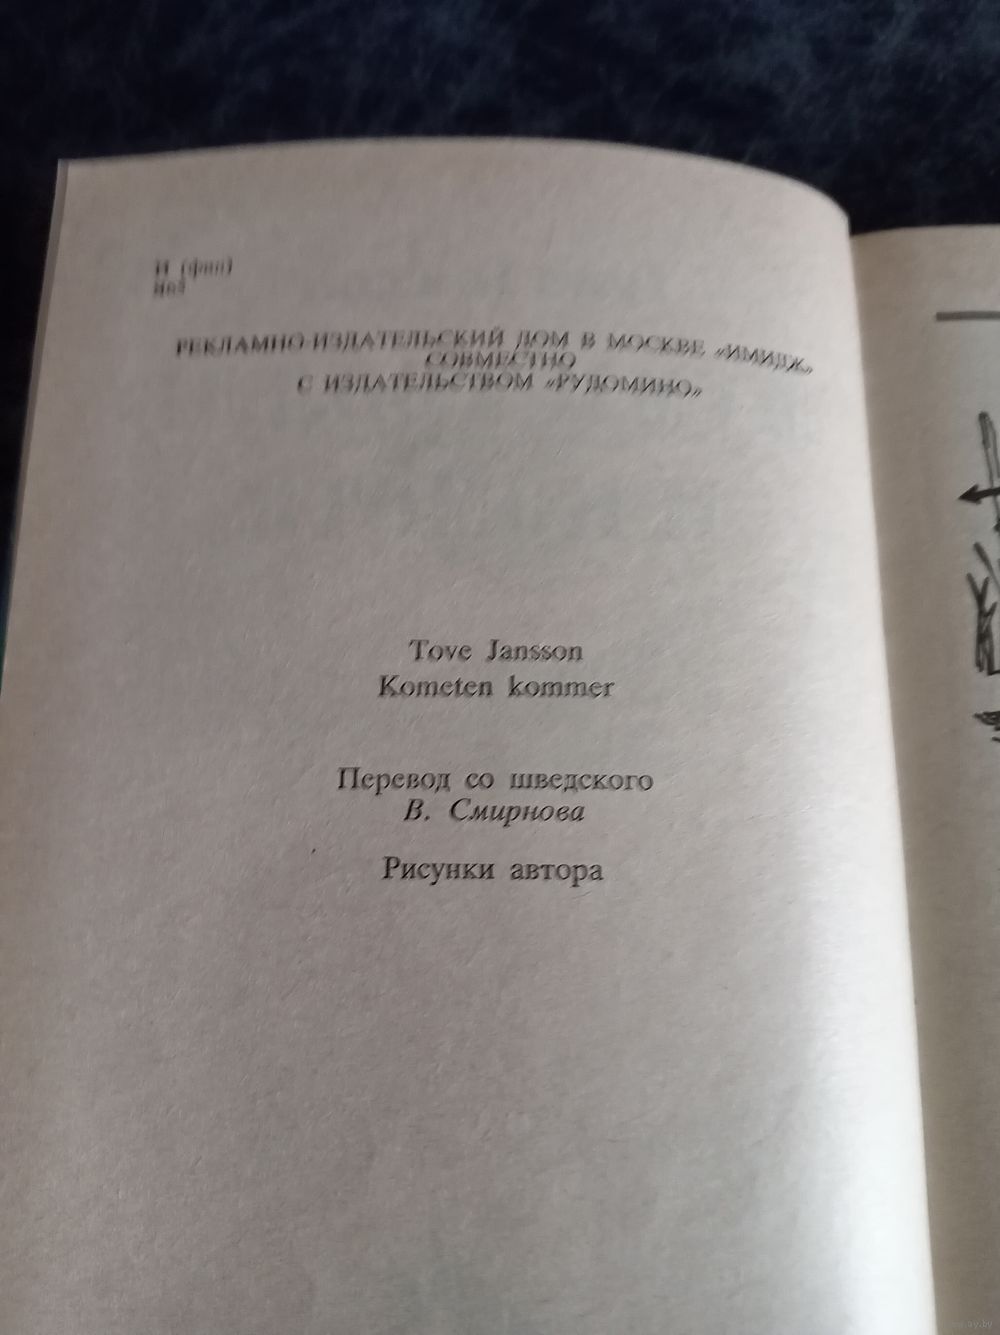 И (фин)
РЕКЛАМНО-ИЗДАТЕЛЬСКИЙ ДОМ В МОСКВЕ «ИМИДЖ»
СОВМЕСТНО
С ИЗДАТЕЛЬСТВОМ «РУДОМИНО»
Tove Jansson
Kometen kommer
Перевод со шведского
В. Смирнова
Рисунки автора